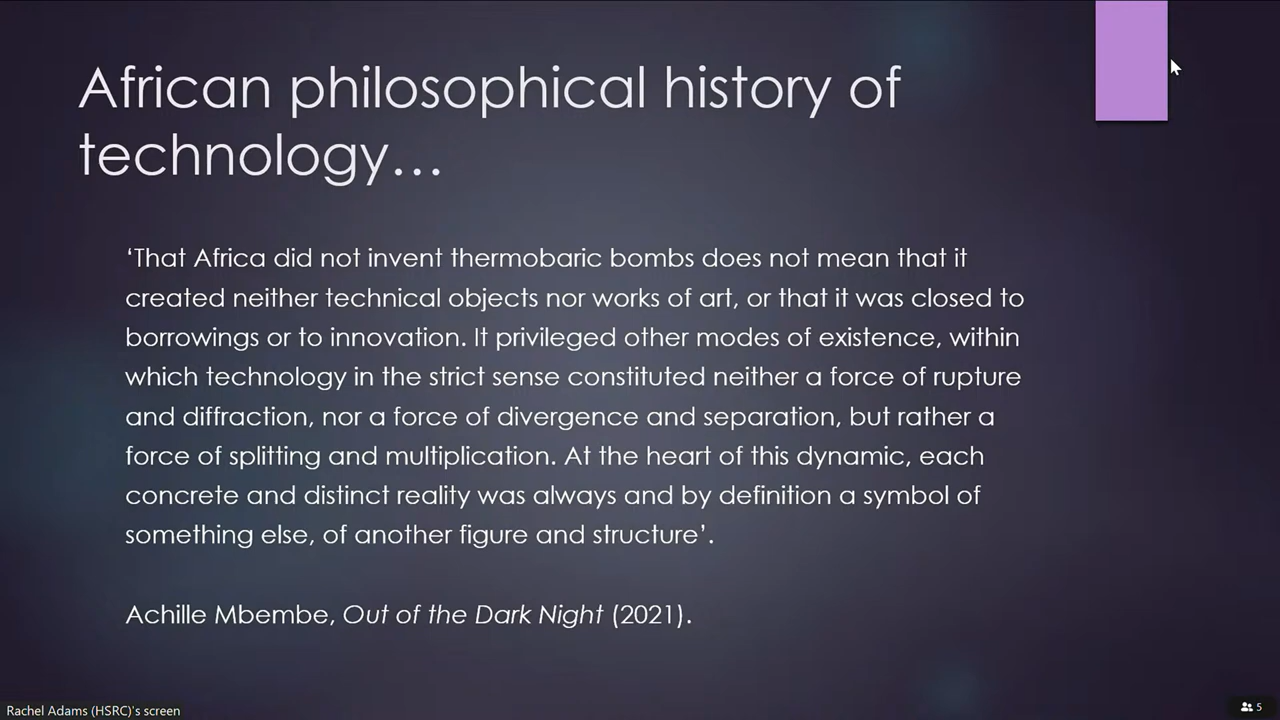 African philosophical history of
technology…
‘That Africa did not invent thermobaric bombs does not mean that it
created neither technical objects nor works of art, or that it was closed to
borrowings or to innovation. It privileged other modes of existence, within
which technology in the strict sense constituted neither a force of rupture
and diffraction, nor a force of divergence and separation, but rather a
force of splitting and multiplication. At the heart of this dynamic, each
concrete and distinct reality was always and by definition a symbol of
something else, of another figure and structure’.
Achille Mbembe, Out of the Dark Night (2021).
Rachel Adams (HSRC)'s screen
5